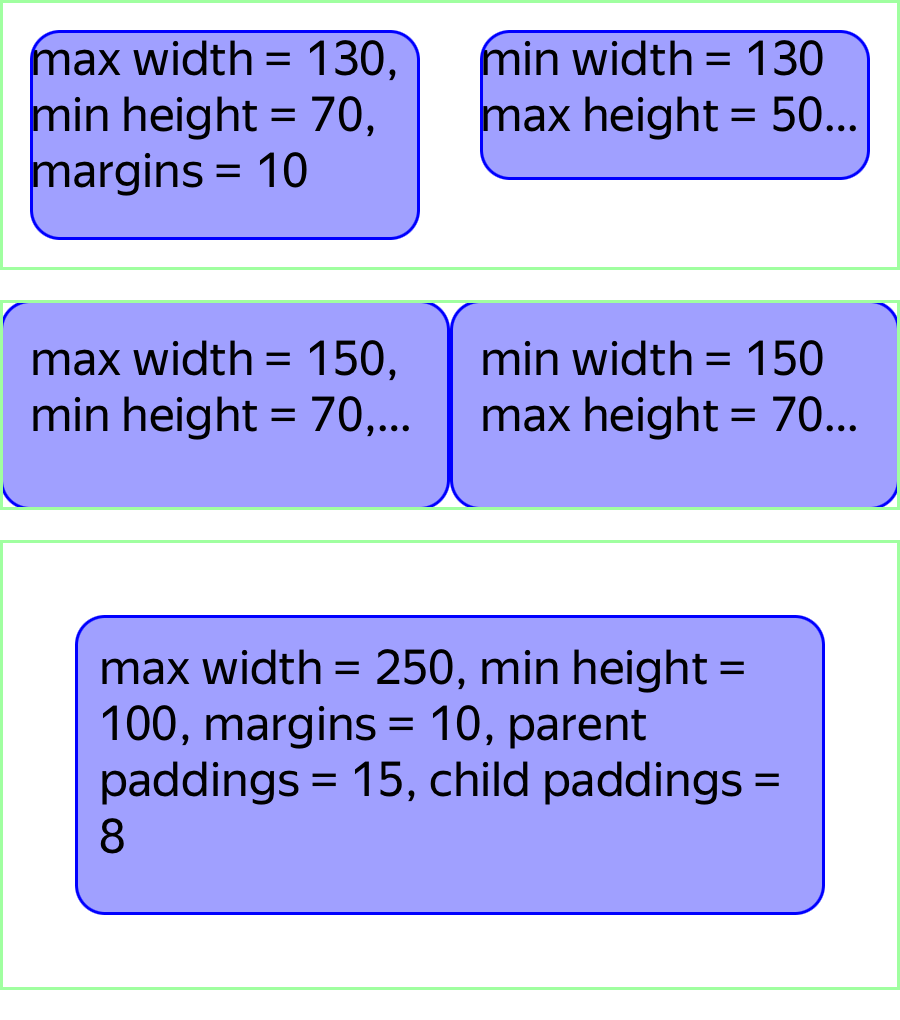 max width = 130,
min height = 70,
margins = 10
min width = 130
max height = 50...
max width = 150,
min height = 70,...
min width = 150
max height = 70...
max width = 250, min height =
100, margins = 10, parent
paddings = 15, child paddings =
8